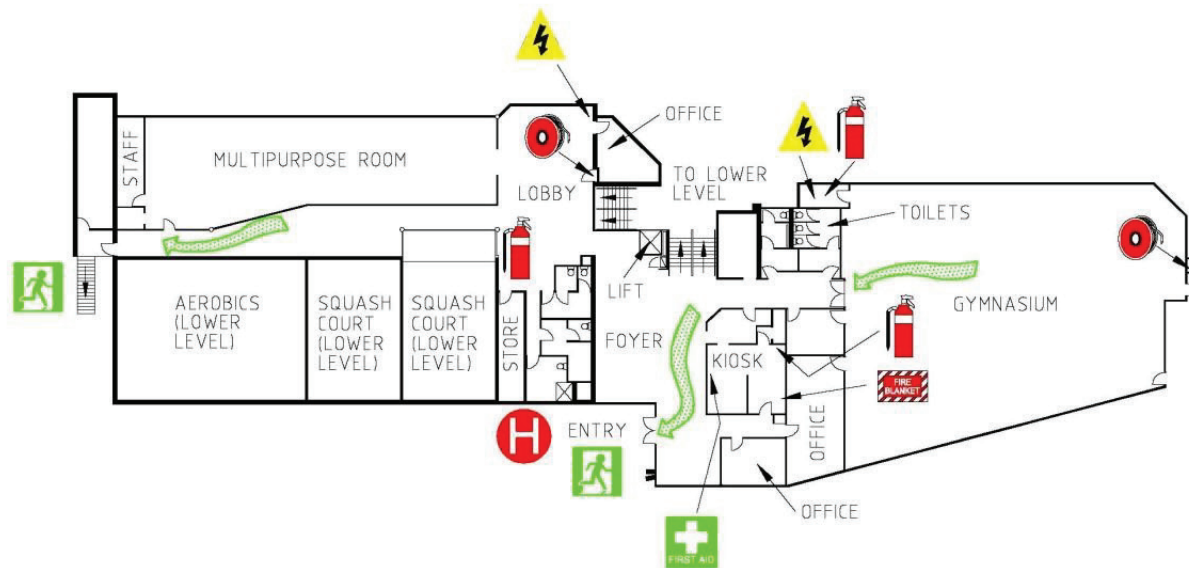 OFFICE
STAFF
MULTIPURPOSE ROOM
LOBBY
TO LOWER
LEVEL
TOILETS
AEROBICS
(LOWER
LEVEL)
SQUASH
COURT
(LOWER
LEVEL)
SQUASH
COURT
(LOWER
LEVEL)
STORE
LIFT
FOYER
KIOSK
GYMNASIUM
FIRE
BLANKET
H
ENTRY
OFFICE
OFFICE
FIRST AID